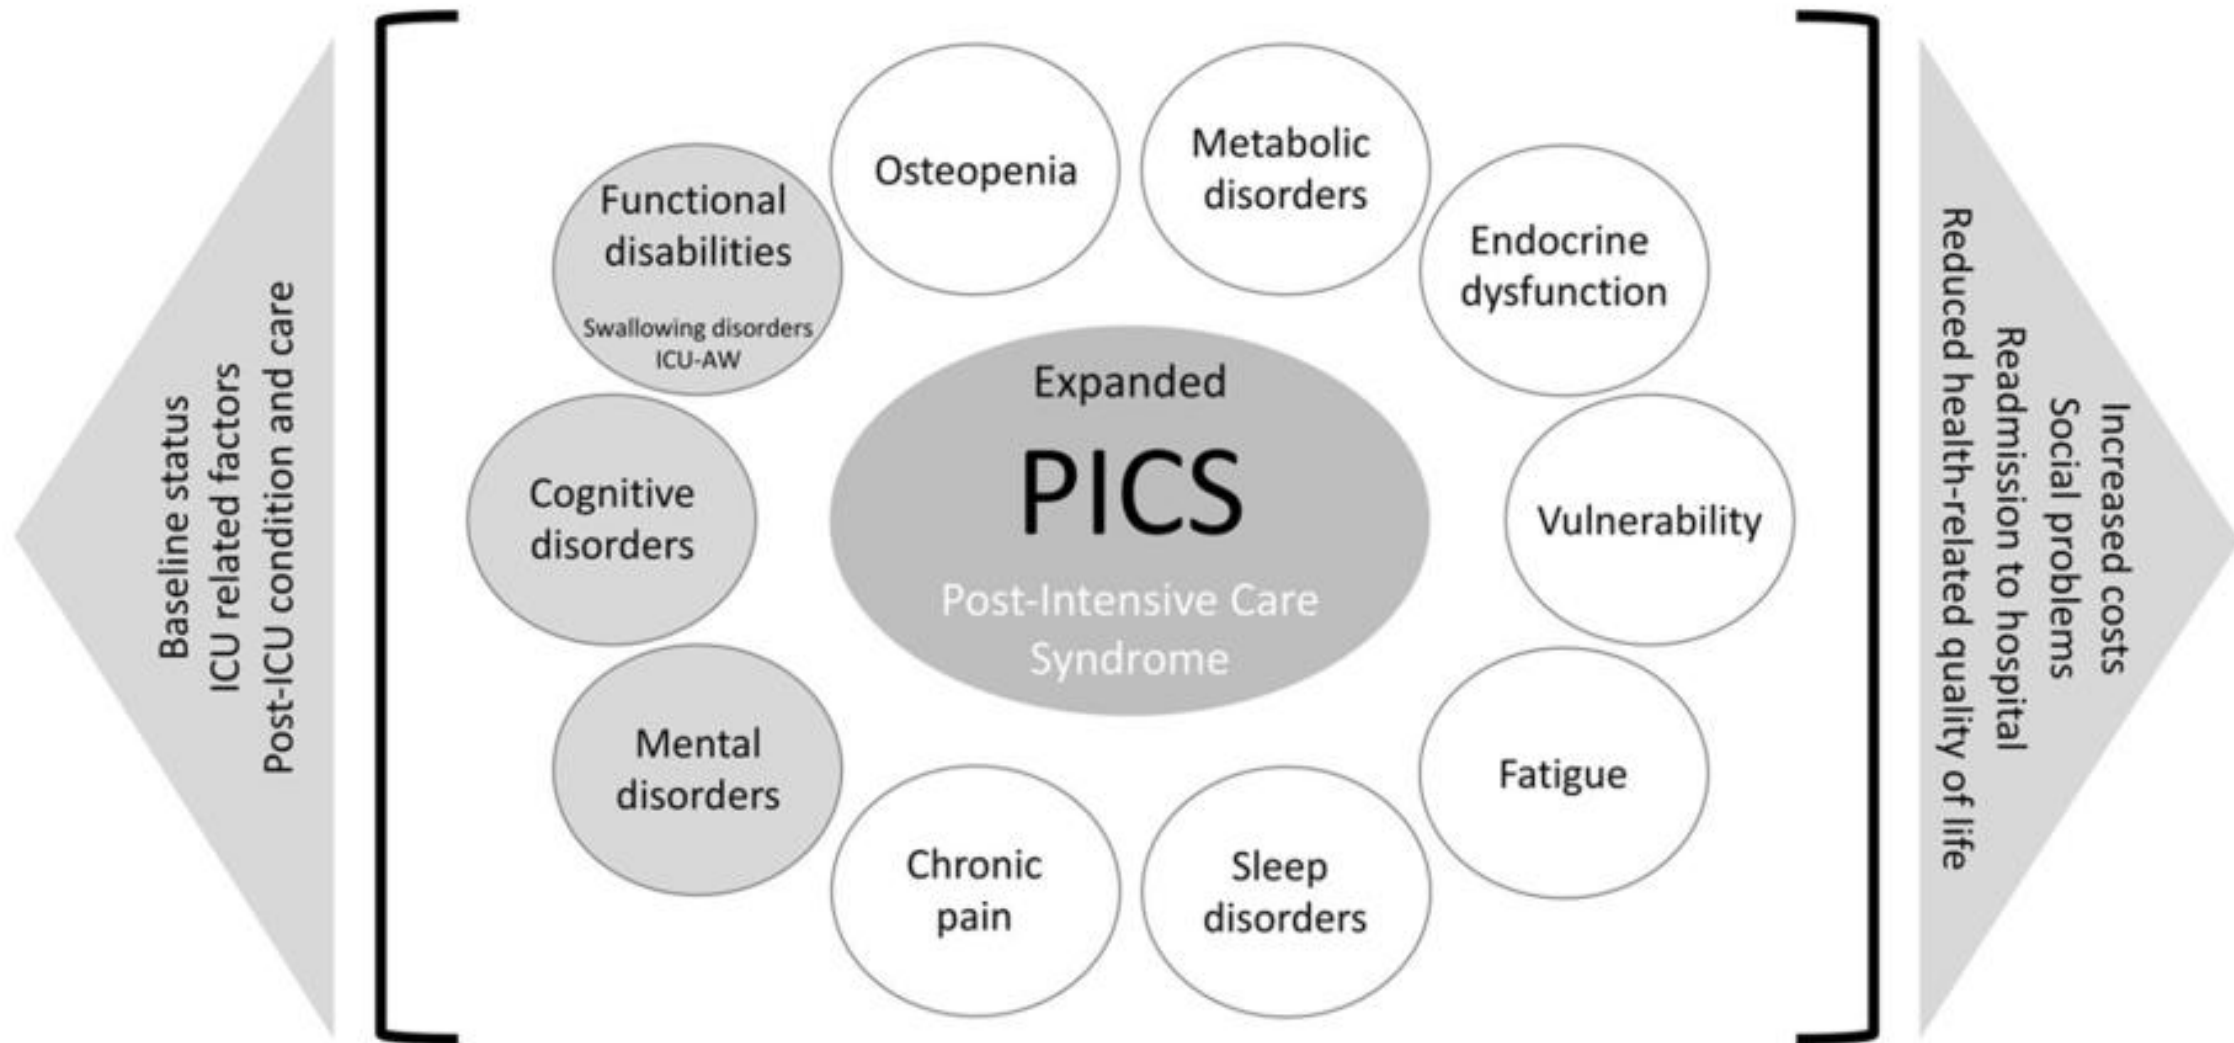 Baseline status
ICU related factors
Post-ICU condition and care
Functional
disabilities
Swallowing disorders
ICU-AW
Osteopenia
Metabolic
disorders
Endocrine
dysfunction
Cognitive
disorders
Expanded
PICS
Post-Intensive Care
Syndrome
Vulnerability
Mental
disorders
Chronic
pain
Sleep
disorders
Fatigue
Increased costs
Social problems
Readmission to hospital
Reduced health-related quality of life